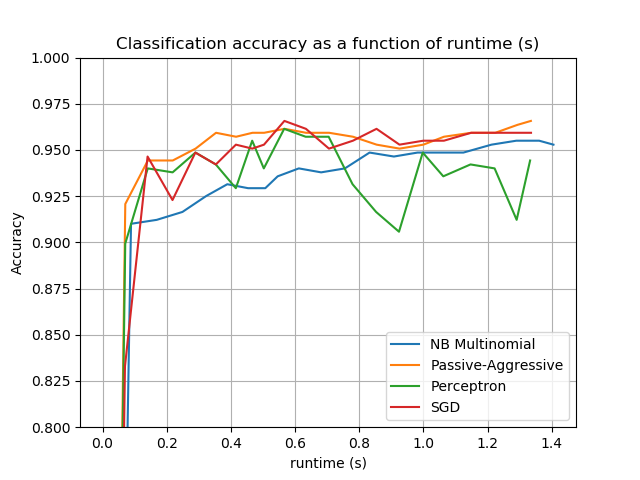 Classification accuracy as a function of runtime (s)
1.000
0.975
0.950
0.925
0.900
0.875
0.850
0.825
0.800
Accuracy
NB Multinomial
Passive-Aggressive
Perceptron
SGD
0.0 0.2 0.4 0.6 0.8 1.0 1.2 1.4
runtime (s)